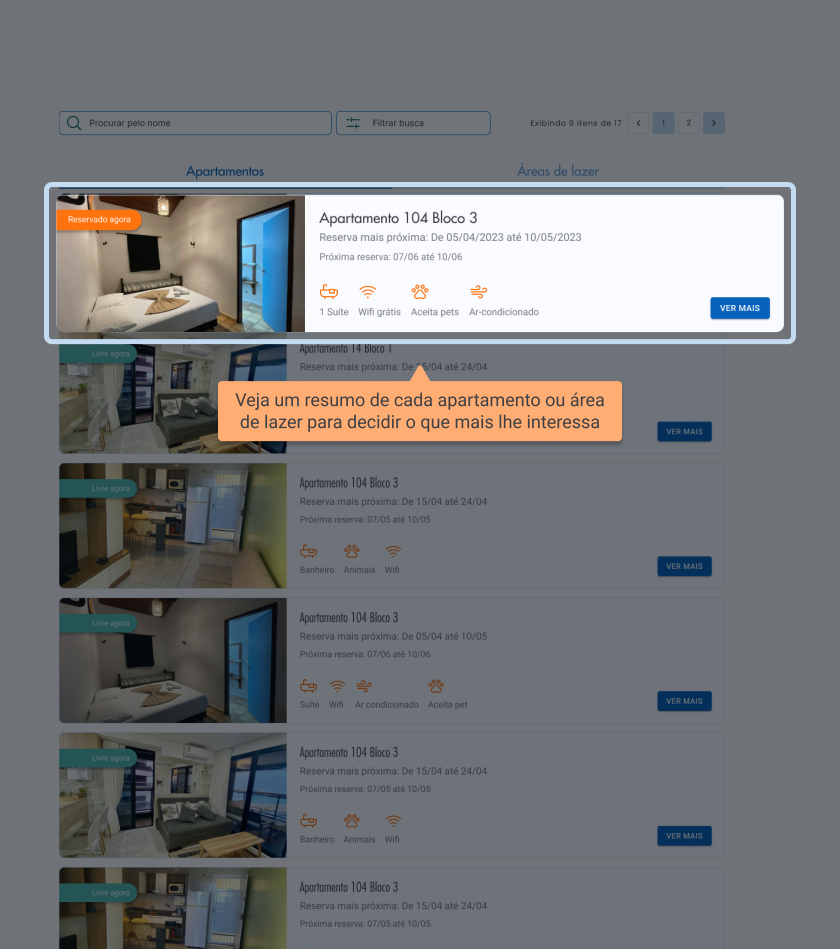 Procurar pelo nome
Filtrar busca
Exibindo 9 itens de 17
1
2
Apartamentos
Áreas de lazer
Reservado agora
Apartamento 104 Bloco 3
Reserva mais próxima: De 05/04/2023 até 10/05/2023
Próxima reserva: 07/06 até 10/06
1 Suíte Wifi grátis Aceita pets Ar-condicionado
VER MAIS
Livre agora
Apartamento 14 Bloco 1
Reserva mais próxima: De 15/04 até 24/04
Veja um resumo de cada apartamento ou área
de lazer para decidir o que mais lhe interessa
VER MAIS
Livre agora
Apartamento 104 Bloco 3
Reserva mais próxima: De 15/04 até 24/04
Próxima reserva: 07/05 até 10/05
Banheiro Animais Wifi
VER MAIS
Livre agora
Apartamento 104 Bloco 3
Reserva mais próxima: De 05/04 até 10/05
Próxima reserva: 07/06 até 10/06
Suíte Wifi Ar condicionado Aceita pet
VER MAIS
Livre agora
Apartamento 104 Bloco 3
Reserva mais próxima: De 15/04 até 24/04
Próxima reserva: 07/05 até 10/05
Banheiro Animais Wifi
VER MAIS
Livre agora
Apartamento 104 Bloco 3
Reserva mais próxima: De 15/04 até 24/04
Próxima reserva: 07/05 até 10/05